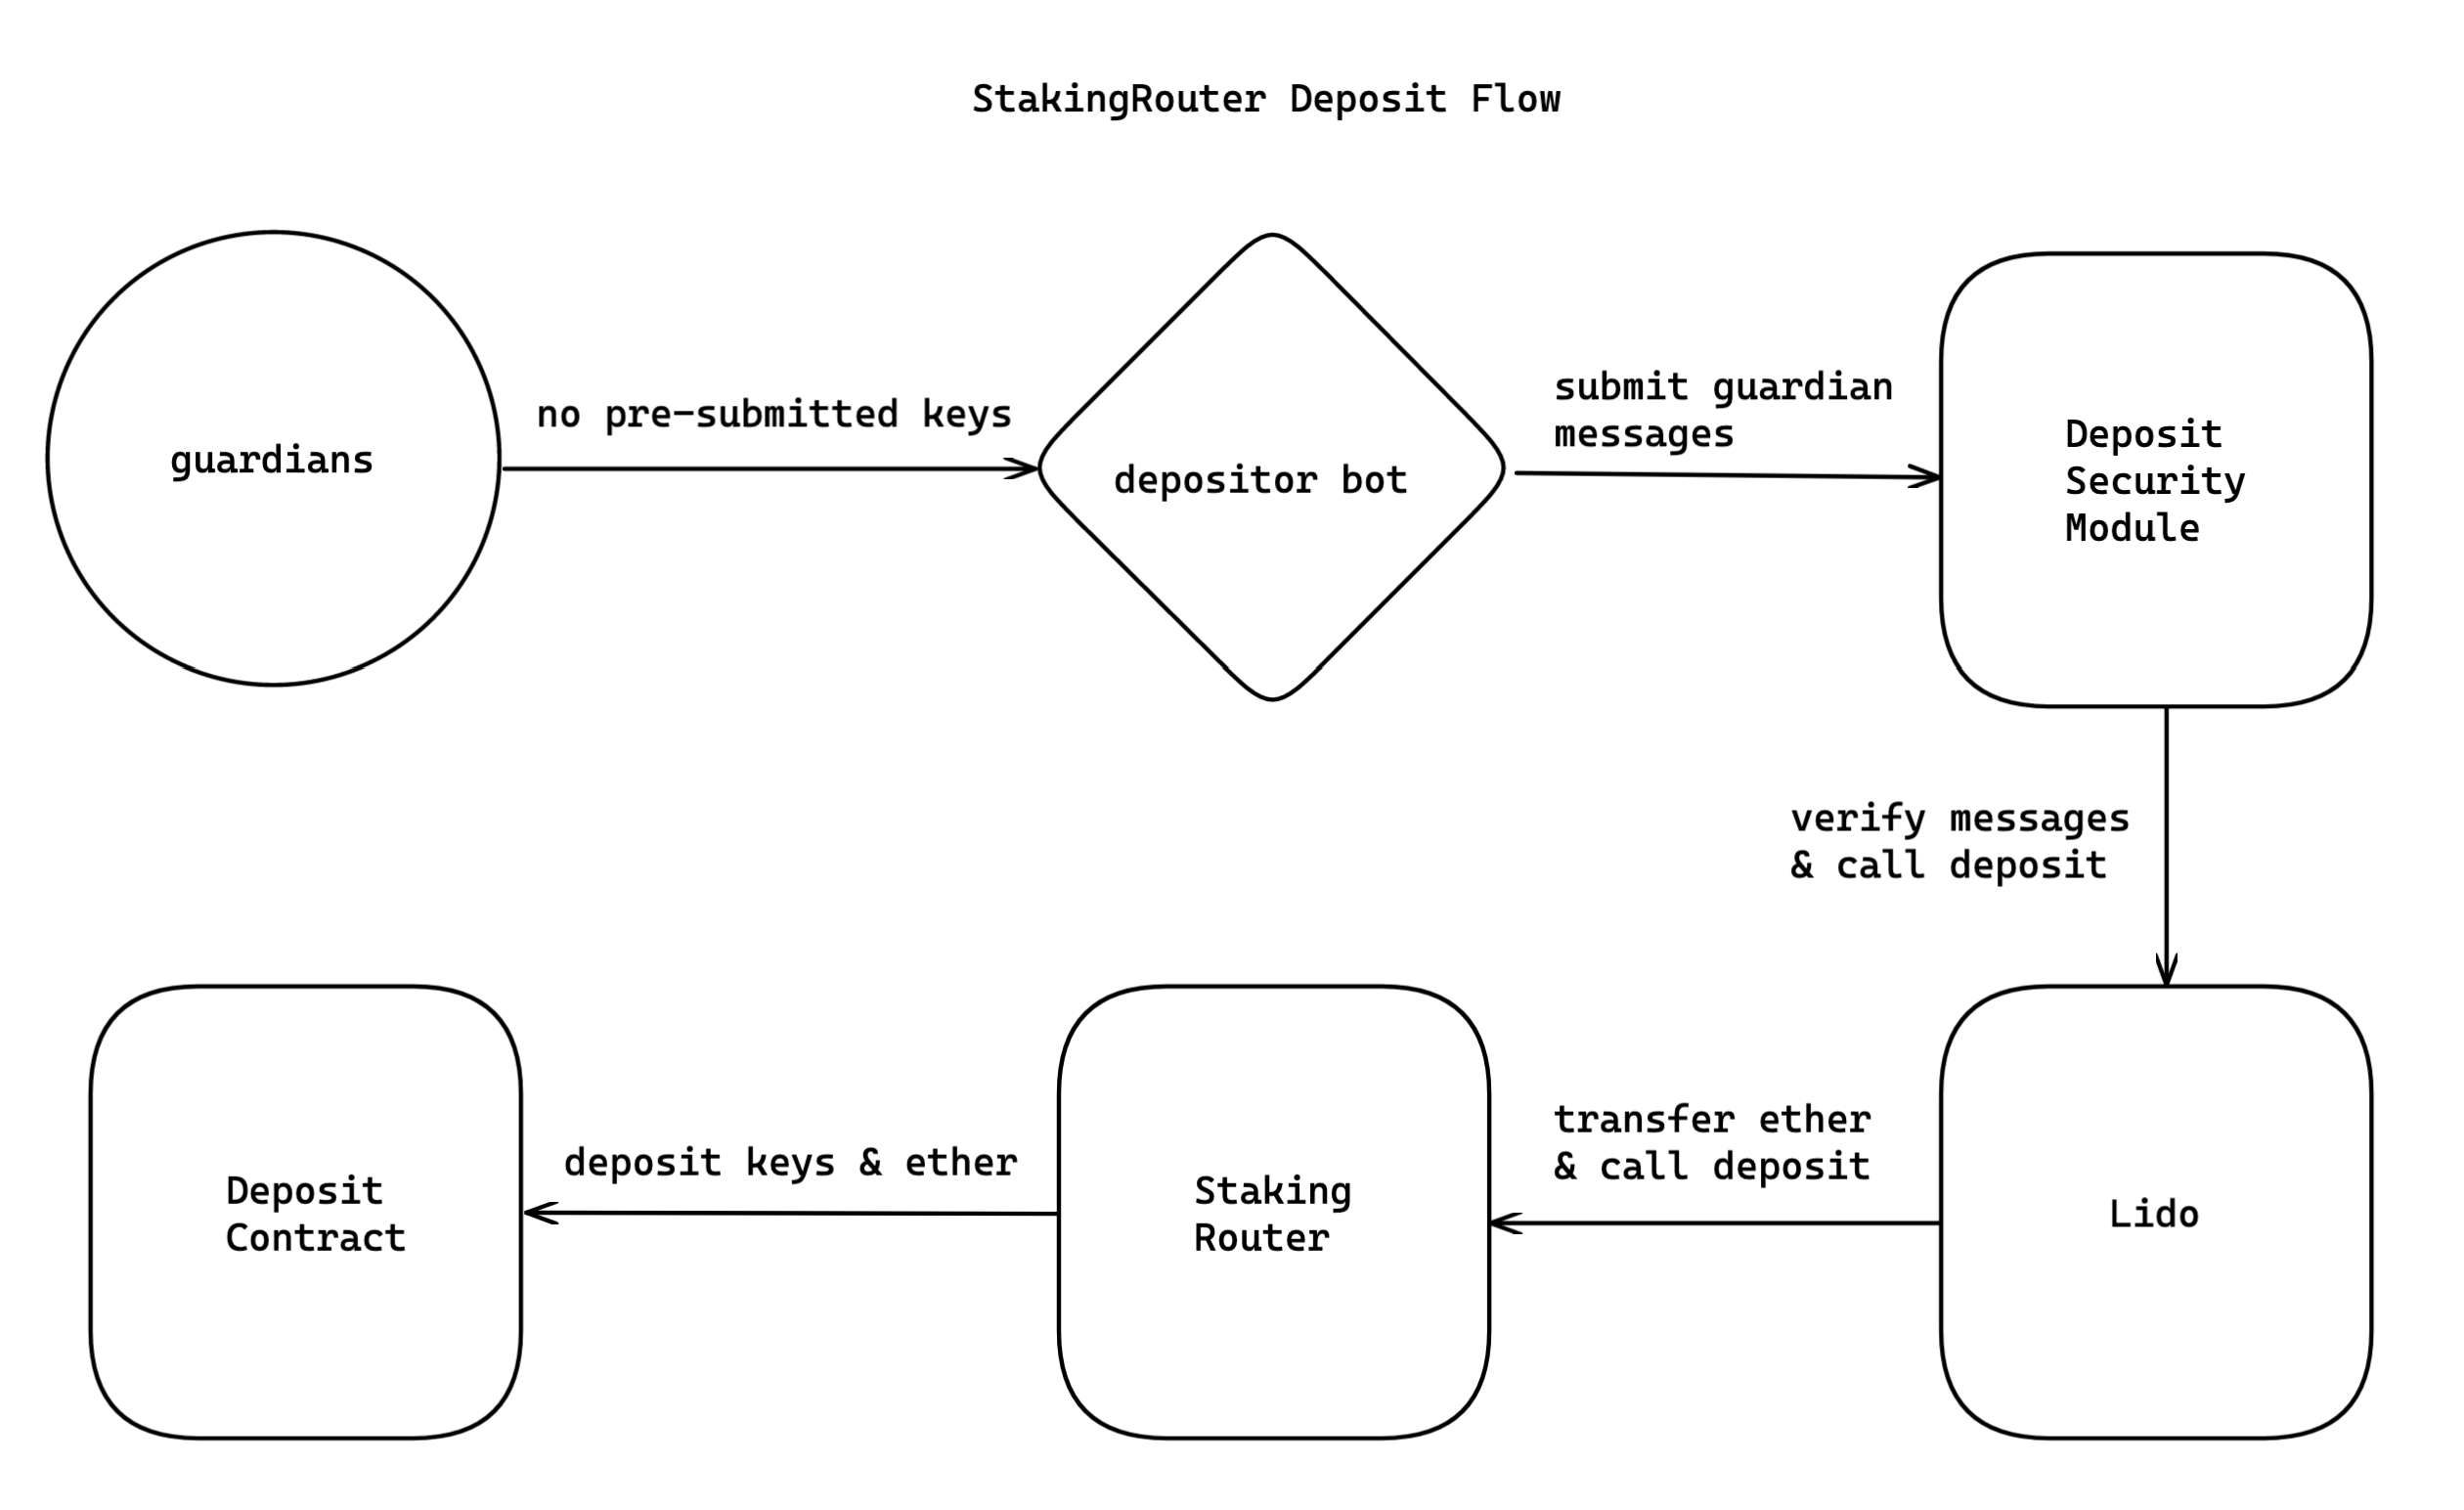 StakingRouter Deposit Flow
guardians
no pre-submitted keys
depositor bot
submit guardian
messages
Deposit
Security
Module
verify messages
& call deposit
Lido
transfer ether
& call deposit
Staking
Router
deposit keys & ether
Deposit
Contract